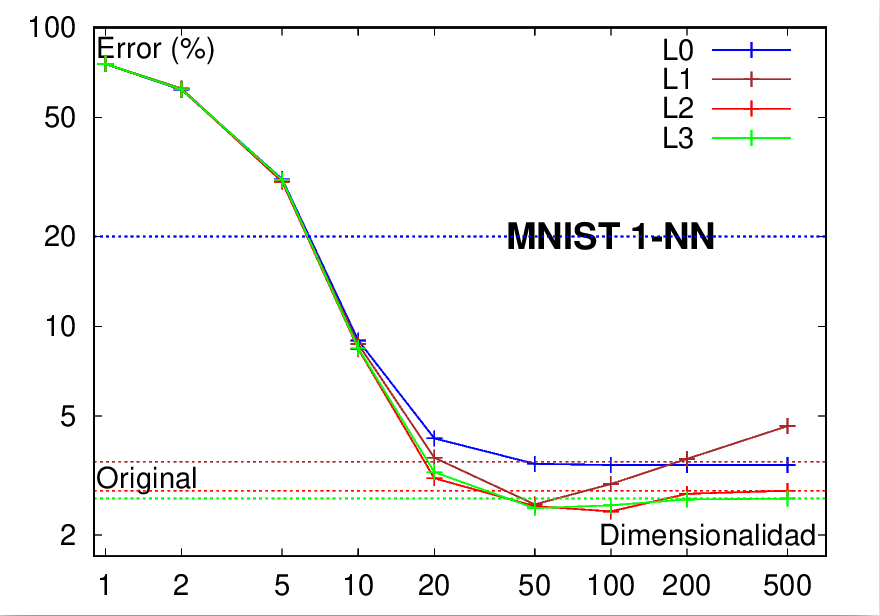 100
Error (%)
L0
L1
L2
L3
50
MNIST 1-NN
20
10
5
Original
2
Dimensionalidad
1 2 5 10 20 50 100 200 500